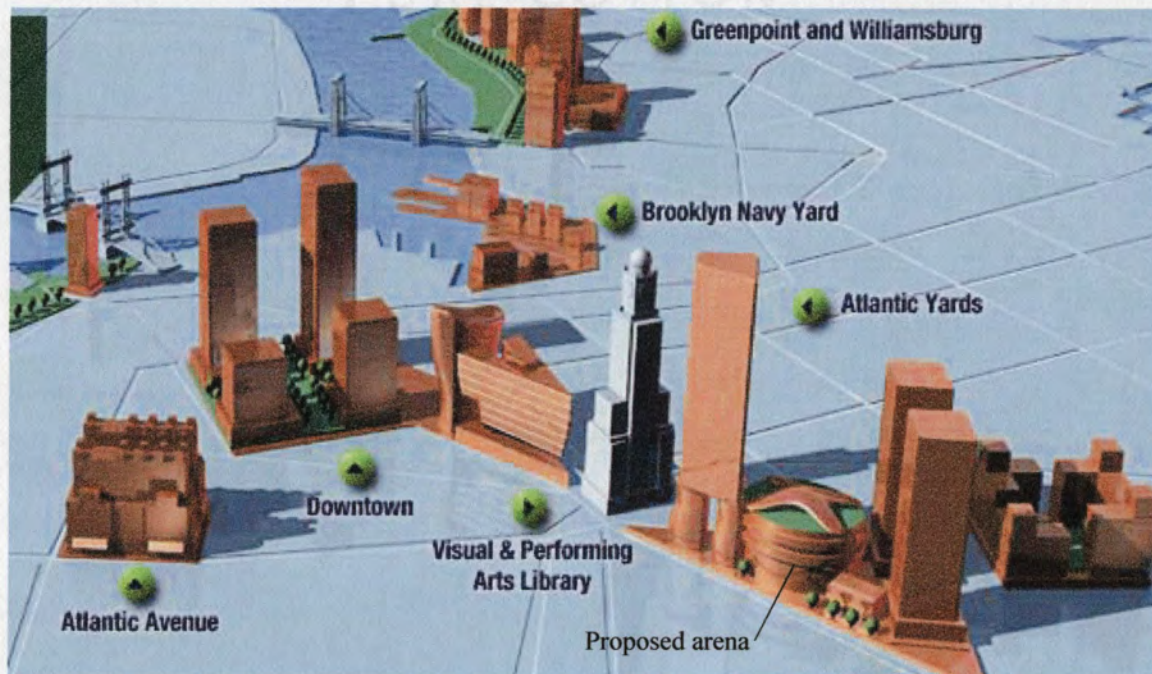 Greenpoint and Williamsburg
Brooklyn Navy Yard
Atlantic Yards
Downtown
Visual & Performing
Arts Library
Atlantic Avenue
Proposed arena